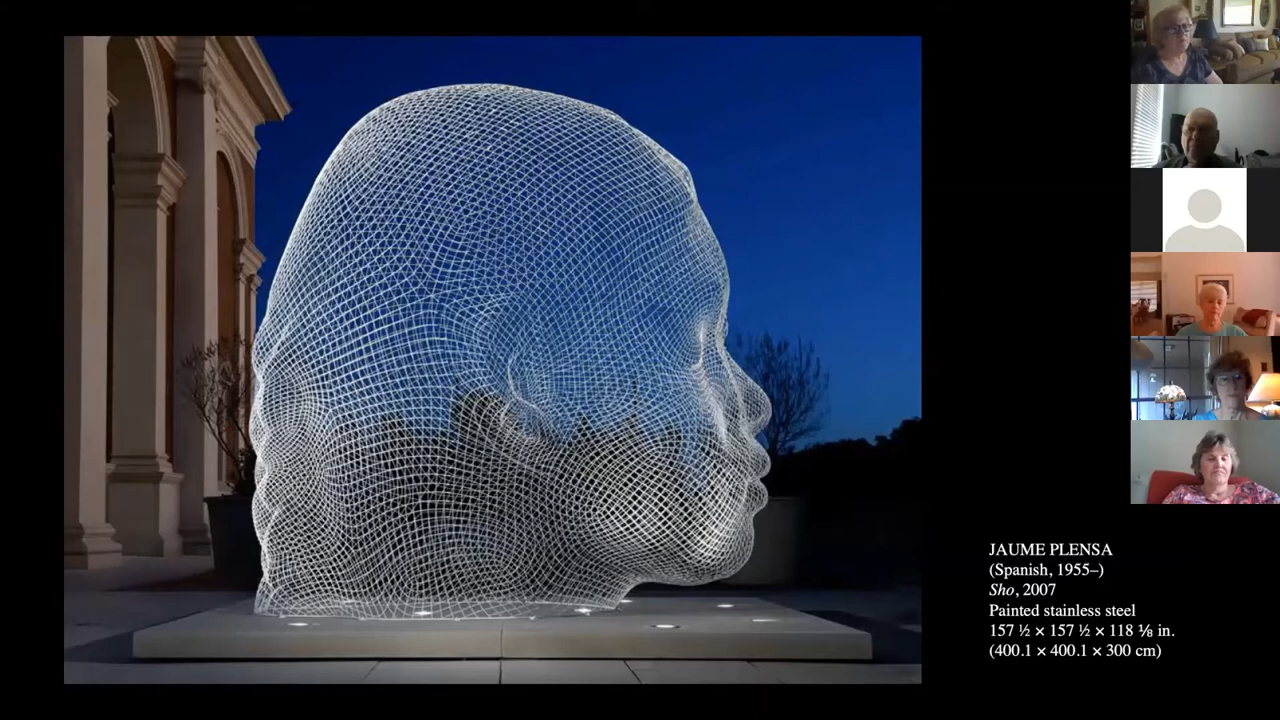 JAUME PLENSA
(Spanish, 1955–)
Sho, 2007
Painted stainless steel
157 ½ × 157 ½ × 118 ⅛ in.
(400.1 × 400.1 × 300 cm)